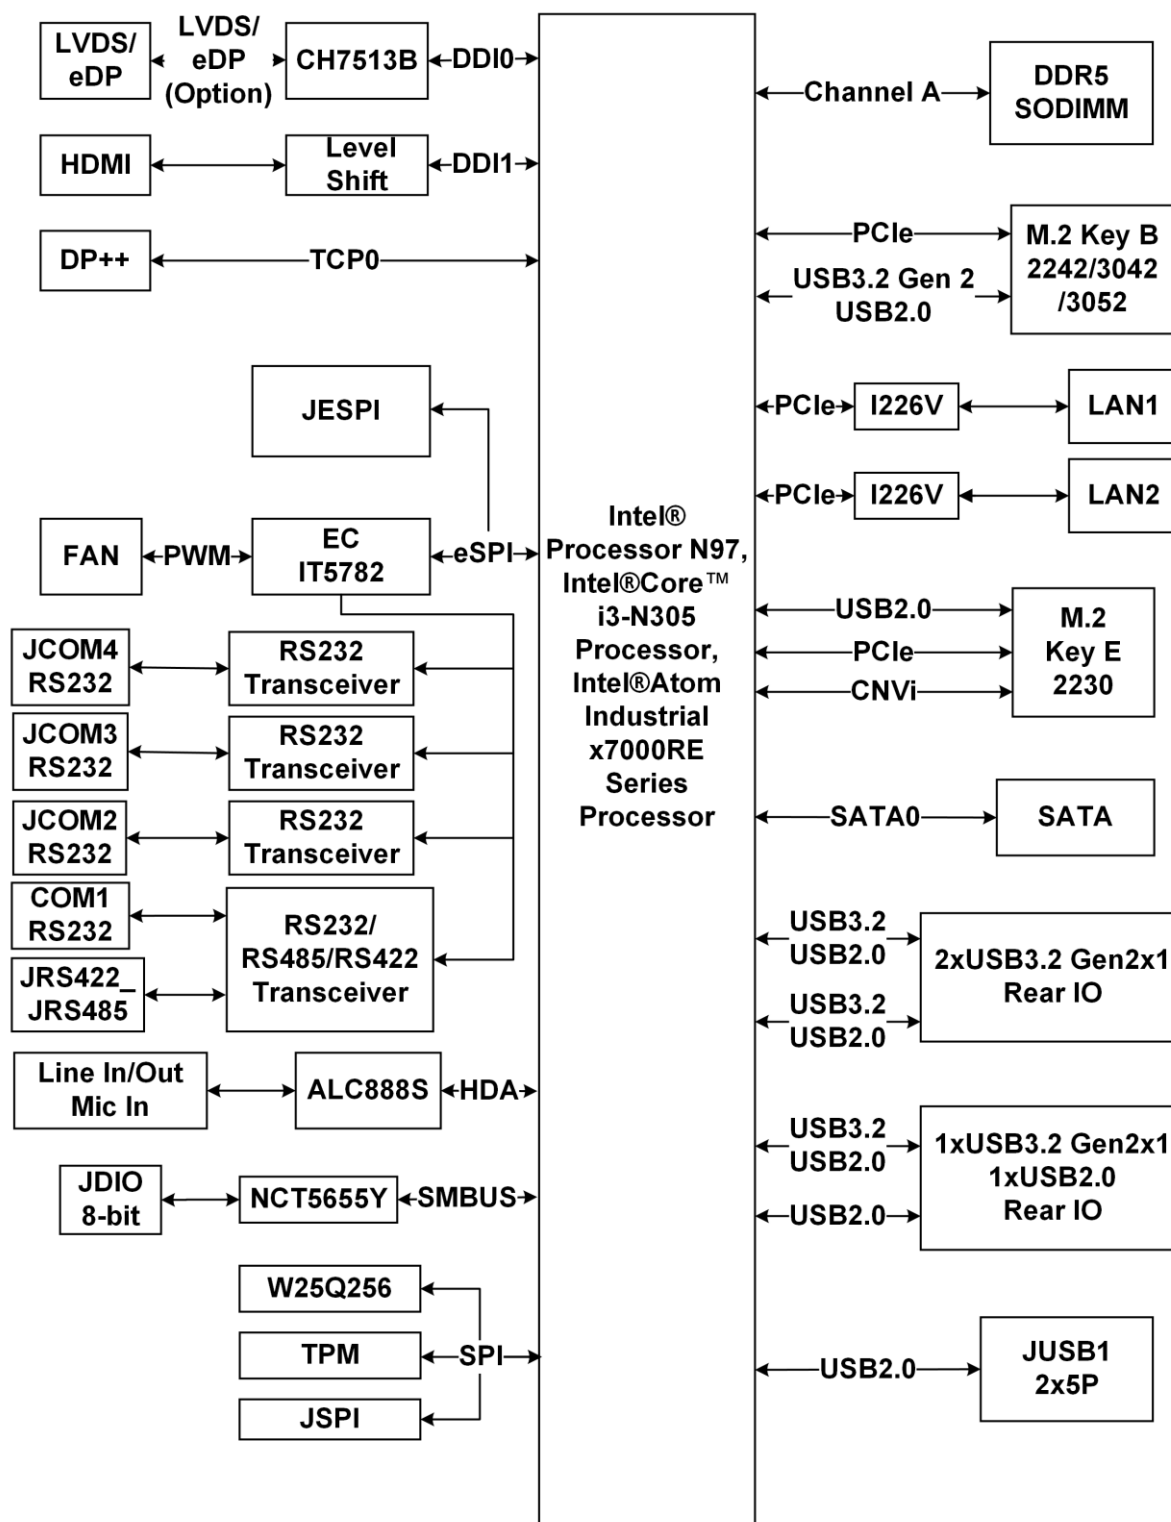 LVDS/
eDP
LVDS/
eDP
(Option)
CH7513B
DDI0
HDMI
Level
Shift
DDI1
DP++
TCP0
JESPI
FAN
PWM
EC
IT5782
eSPI
JCOM4
RS232
RS232
Transceiver
JCOM3
RS232
RS232
Transceiver
JCOM2
RS232
RS232
Transceiver
COM1
RS232
JRS422_
JRS485
RS232/
RS485/RS422
Transceiver
Line In/Out
Mic In
ALC888S
HDA
JDIO
8-bit
NCT5655Y
SMBUS
W25Q256
TPM
SPI
JSPI
Intel®
Processor N97,
Intel®Core™
i3-N305
Processor,
Intel®Atom
Industrial
x7000RE
Series
Processor
Channel A
DDR5
SODIMM
PCIe
USB3.2 Gen 2
USB2.0
M.2 Key B
2242/3042
/3052
PCIe
I226V
LAN1
PCIe
I226V
LAN2
USB2.0
PCIe
CNVi
M.2
Key E
2230
SATA0
SATA
USB3.2
USB2.0
USB3.2
USB2.0
2xUSB3.2 Gen2x1
Rear IO
USB3.2
USB2.0
USB2.0
1xUSB3.2 Gen2x1
1xUSB2.0
Rear IO
USB2.0
JUSB1
2x5P